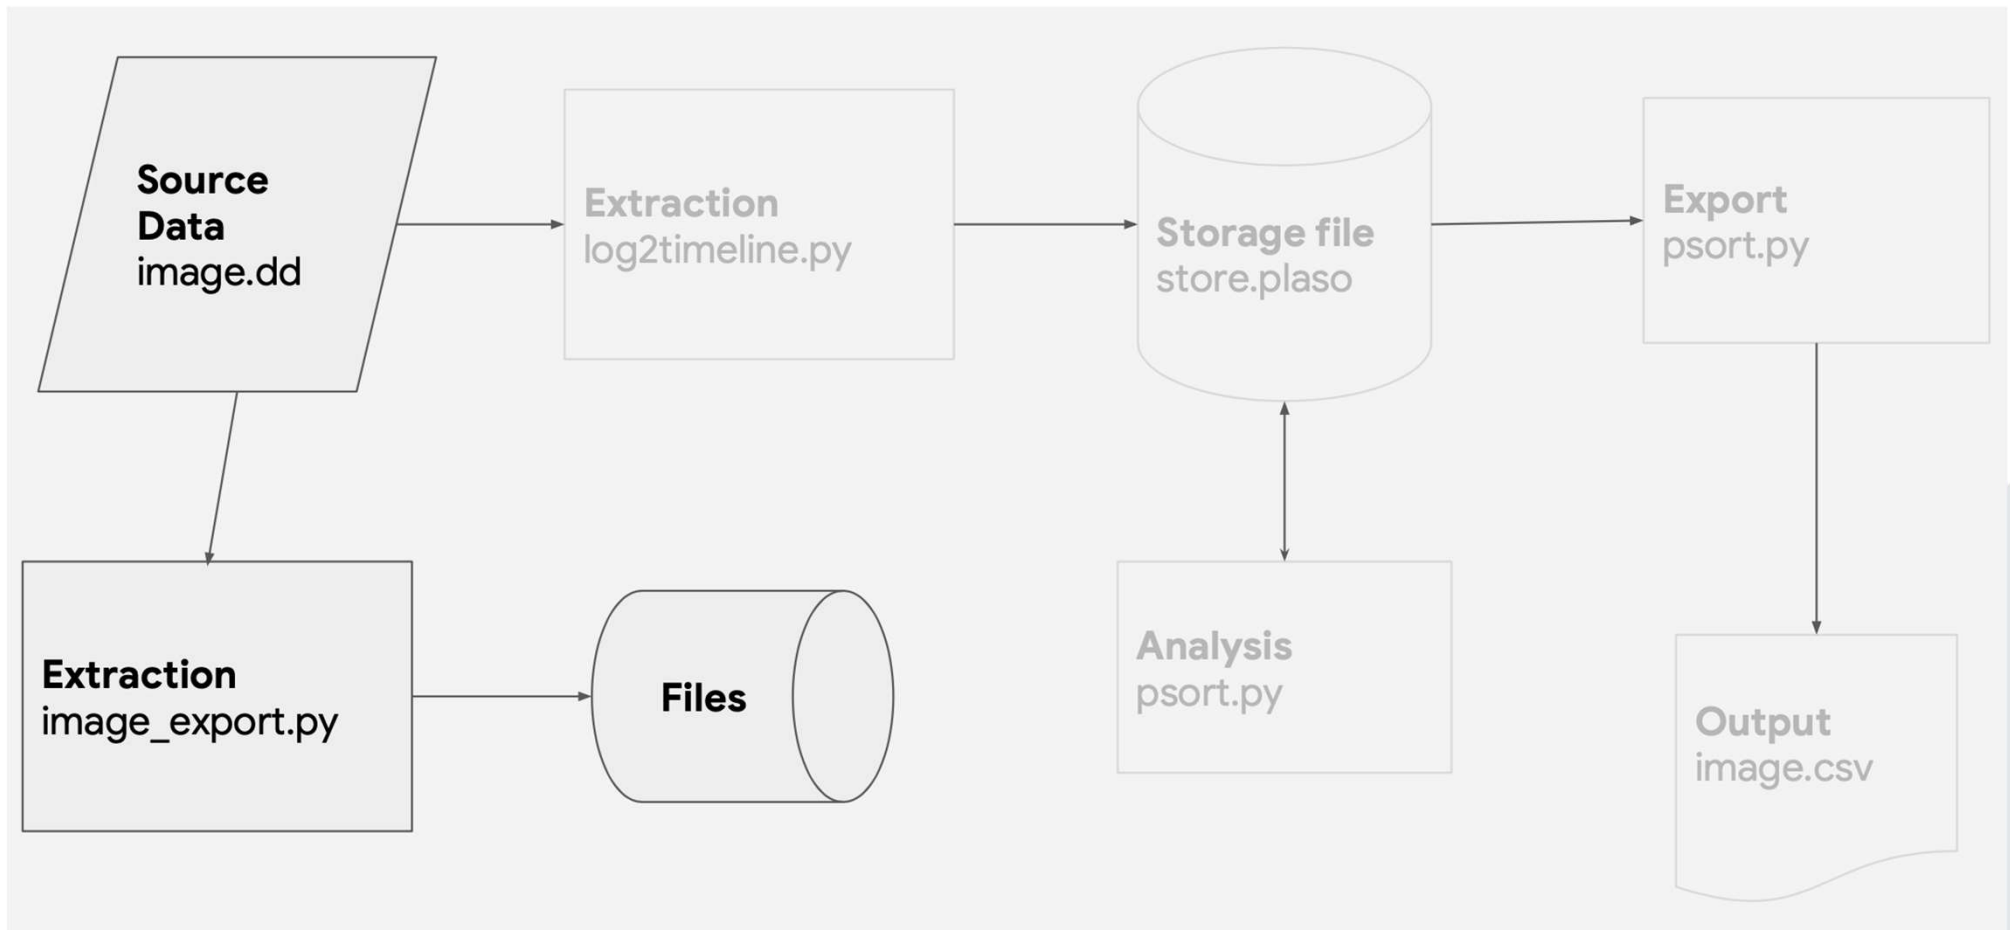 Source
Data
image.dd
Extraction
log2timeline.py
Storage file
store.plaso
Export
psort.py
Extraction
image_export.py
Files
Analysis
psort.py
Output
image.csv